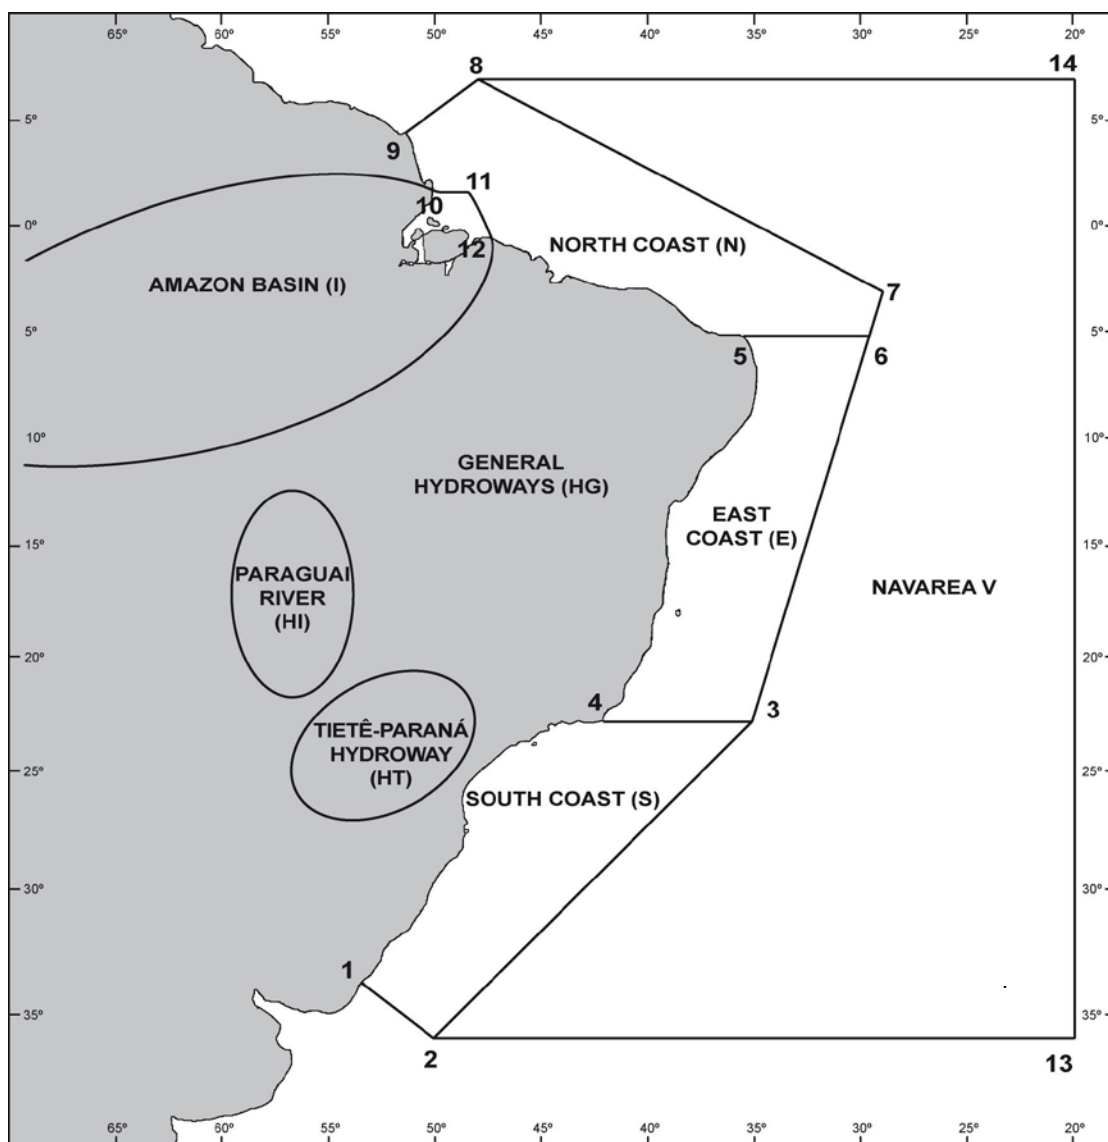 65º 60º 55º 50º 45º 40º 35º 30º 25º 20º
8 14
5º 5º
9
11
10
0º 0º
12 NORTH COAST (N)
AMAZON BASIN (I)
7
5º 5º
5 6
10º 10º
GENERAL
HYDROWAYS (HG)
EAST
COAST (E)
15º 15º
PARAGUAI
RIVER
(HI)
NAVAREA V
20º 20º
4 3
TIETÊ-PARANÁ
HYDROWAY
(HT)
25º 25º
SOUTH COAST (S)
30º 30º
1
35º 35º
2 13
65º 60º 55º 50º 45º 40º 35º 30º 25º 20º